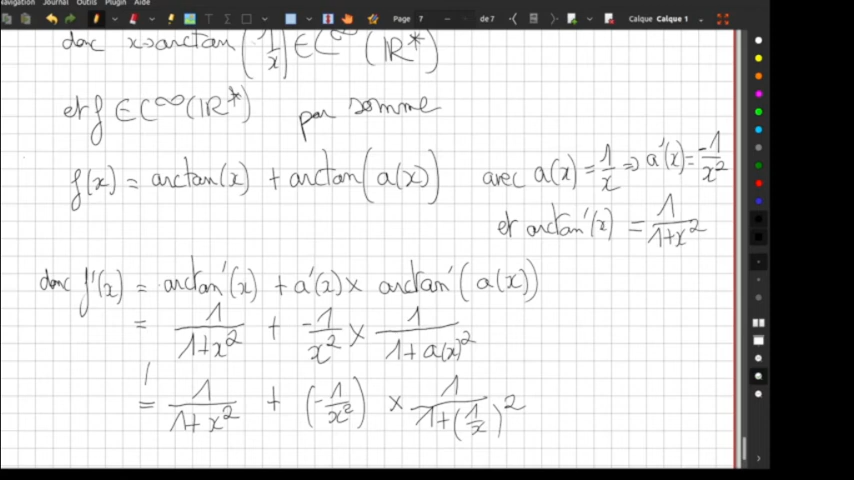 Navigation Journal Outils Plugin Aide
Page 7 de 7 Calque Calque 1
donc x→arctan(1/x) ∈ C^∞(ℝ*)
et f ∈ C^∞(ℝ*) par somme
f(x) = arctan(x) + arctan(a(x)) avec a(x) = 1/x ⇒ a'(x) = -1/x²
et arctan'(x) = 1/(1+x²)
donc f'(x) = arctan'(x) + a'(x) × arctan'(a(x))
= 1/(1+x²) + -1/x² × 1/(1+a(x)²)
= 1/(1+x²) + (-1/x²) × 1/(1+(1/x)²)